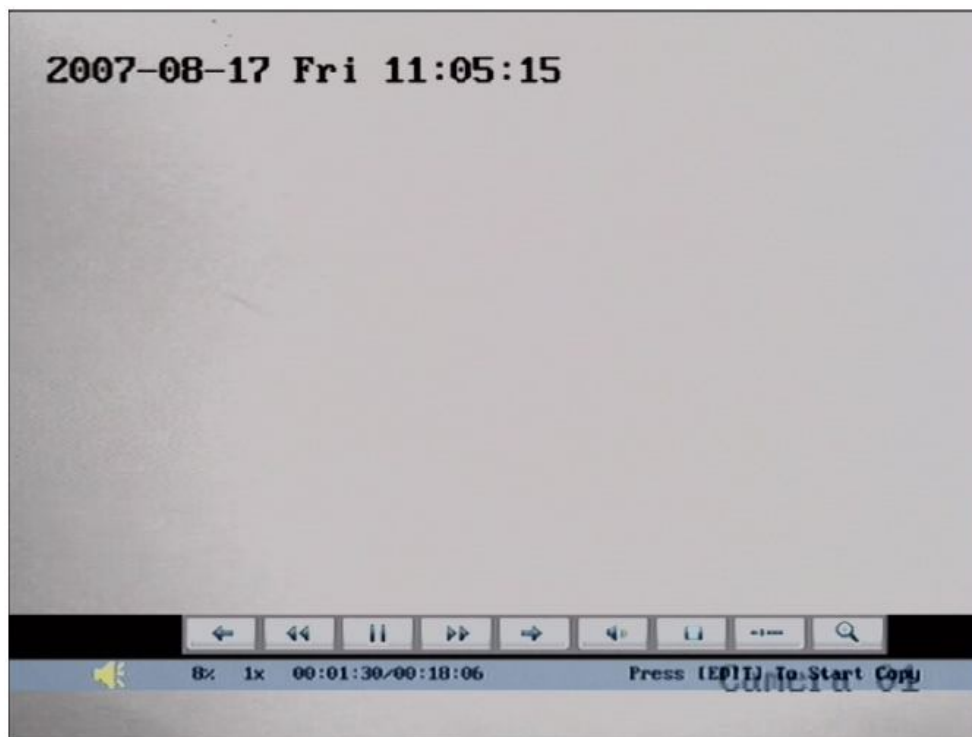 2007-08-17 Fri 11:05:15
8% 1x 00:01:30/00:18:06 Press [EDIT] To Start Copy
Camera 01